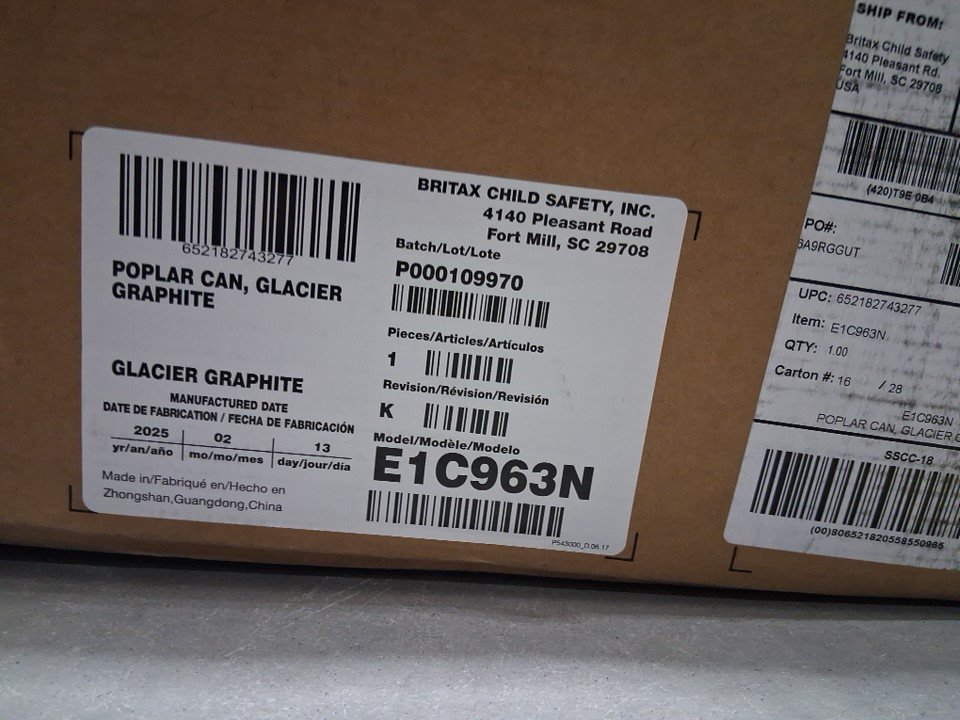 652182743277
POPLAR CAN, GLACIER
GRAPHITE
GLACIER GRAPHITE
MANUFACTURED DATE
DATE DE FABRICATION / FECHA DE FABRICACIÓN
2025 02 13
yr/an/año mo/mo/mes day/jour/día
Made in/Fabriqué en/Hecho en
Zhongshan,Guangdong,China
BRITAX CHILD SAFETY, INC.
4140 Pleasant Road
Fort Mill, SC 29708
Batch/Lot/Lote
P000109970
Pieces/Articles/Artículos
1
Revision/Révision/Revisión
K
Model/Modèle/Modelo
E1C963N
P543000_D.06.17
SHIP FROM:
Britax Child Safety
4140 Pleasant Rd.
Fort Mill, SC 29708
USA
(420)T9E 0B4
PO#:
6A9RGGUT
UPC: 652182743277
Item: E1C963N
QTY: 1.00
Carton #: 16 / 28
E1C963N
POPLAR CAN, GLACIER
SSCC-18
(00)806521820558550965